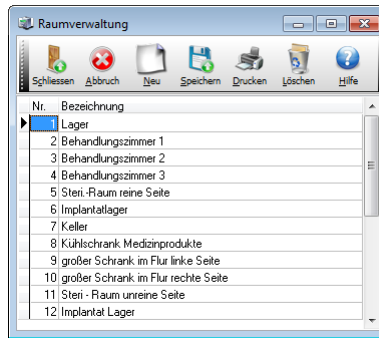 Raumverwaltung
Schliessen Abbruch Neu Speichern Drucken Löschen Hilfe
Nr. Bezeichnung
1 Lager
2 Behandlungszimmer 1
3 Behandlungszimmer 2
4 Behandlungszimmer 3
5 Steri.-Raum reine Seite
6 Implantatlager
7 Keller
8 Kühlschrank Medizinprodukte
9 großer Schrank im Flur linke Seite
10 großer Schrank im Flur rechte Seite
11 Steri - Raum unreine Seite
12 Implantat Lager